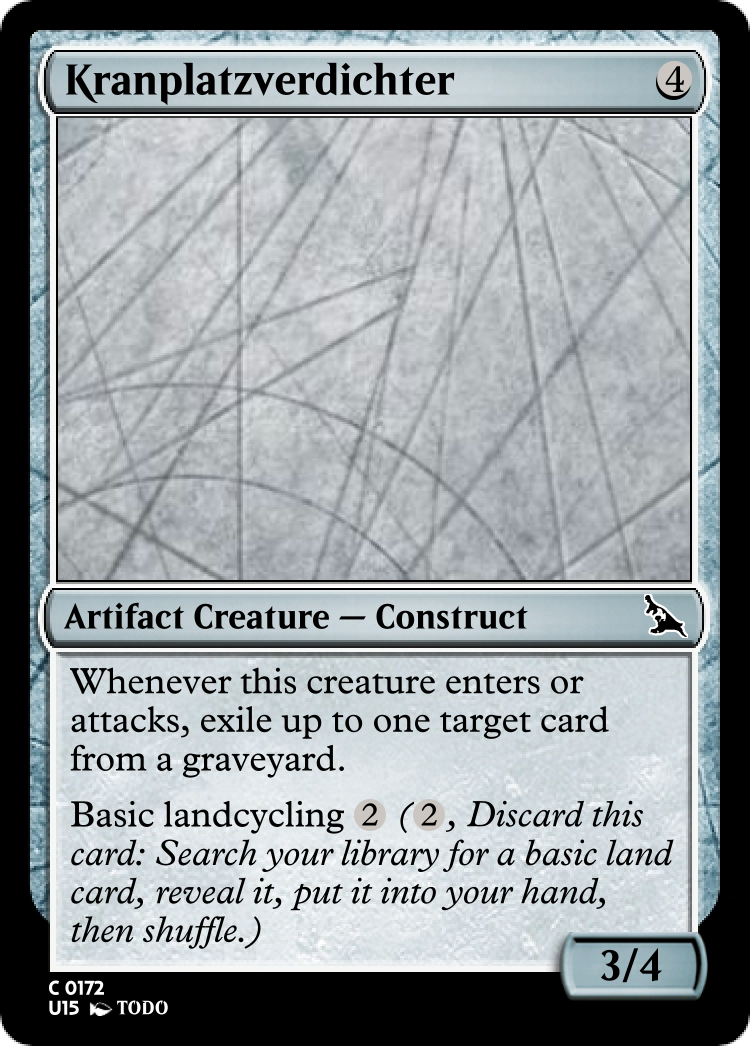 Kranplatzverdichter 4
Artifact Creature — Construct
Whenever this creature enters or
attacks, exile up to one target card
from a graveyard.
Basic landcycling 2 (2, Discard this
card: Search your library for a basic land
card, reveal it, put it into your hand,
then shuffle.)
3/4
C 0172
U15 TODO